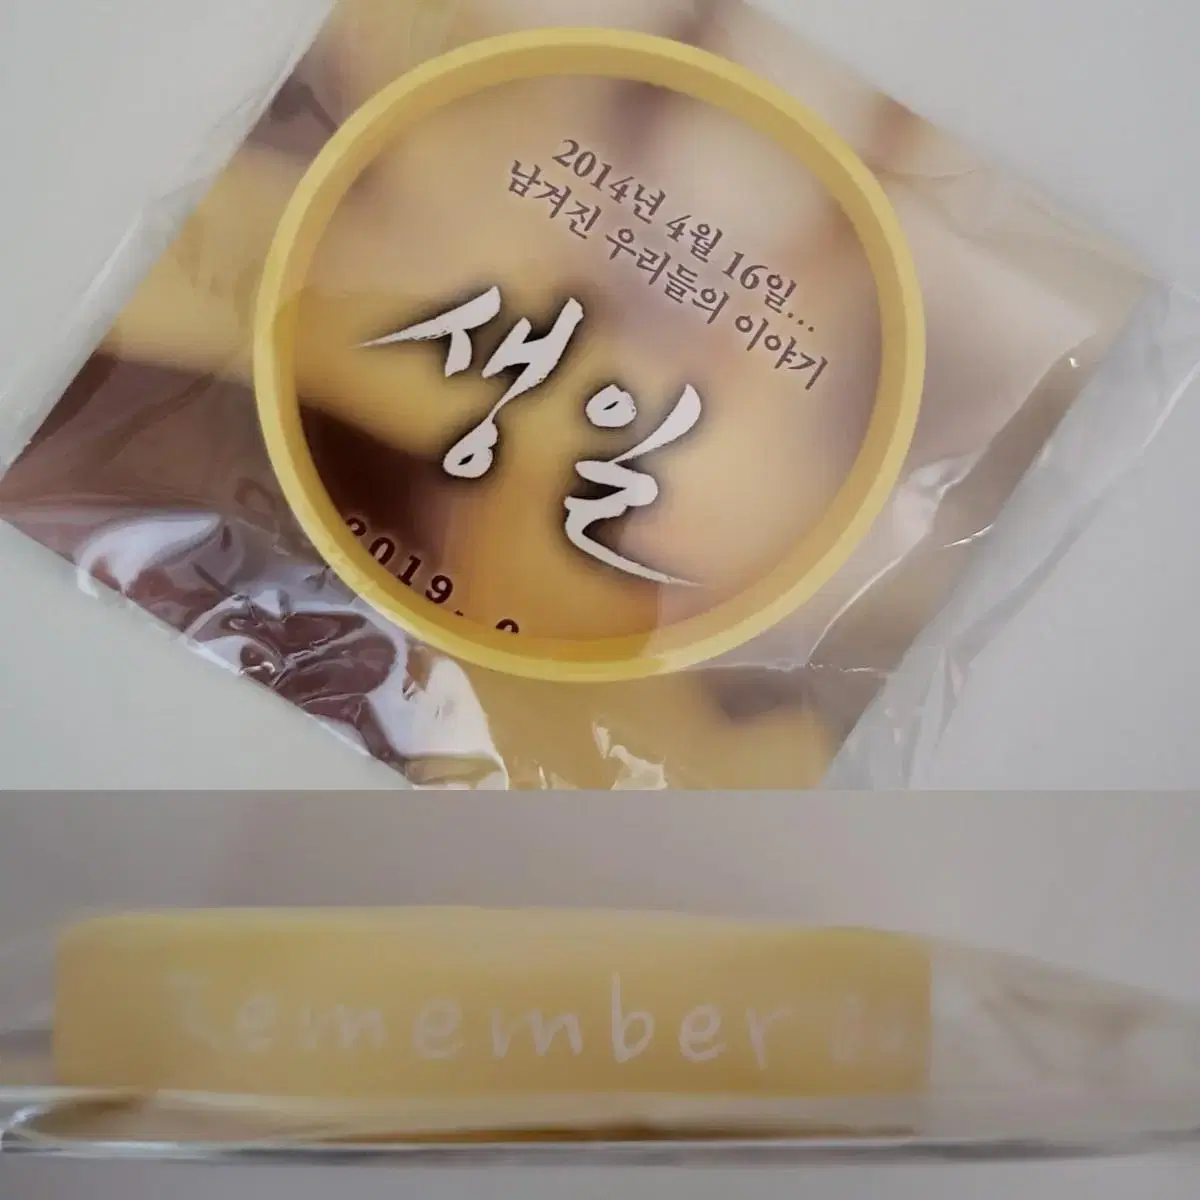 2014년 4월 16일...
남겨진 우리들의 이야기
생일
2019.
Remember